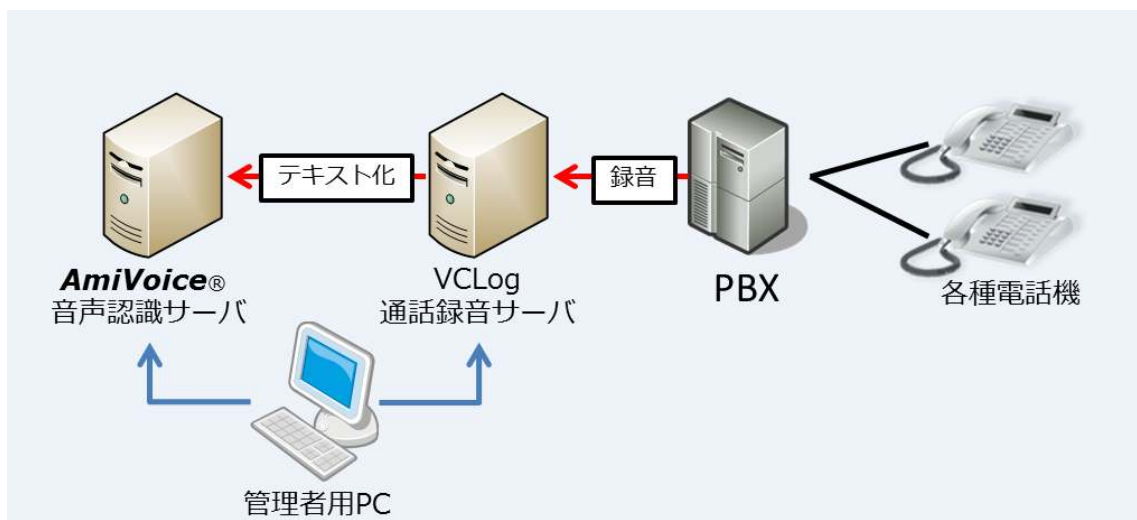 テキスト化
録音
AmiVoice®
音声認識サーバ
VCLog
通話録音サーバ
PBX
各種電話機
管理者用PC